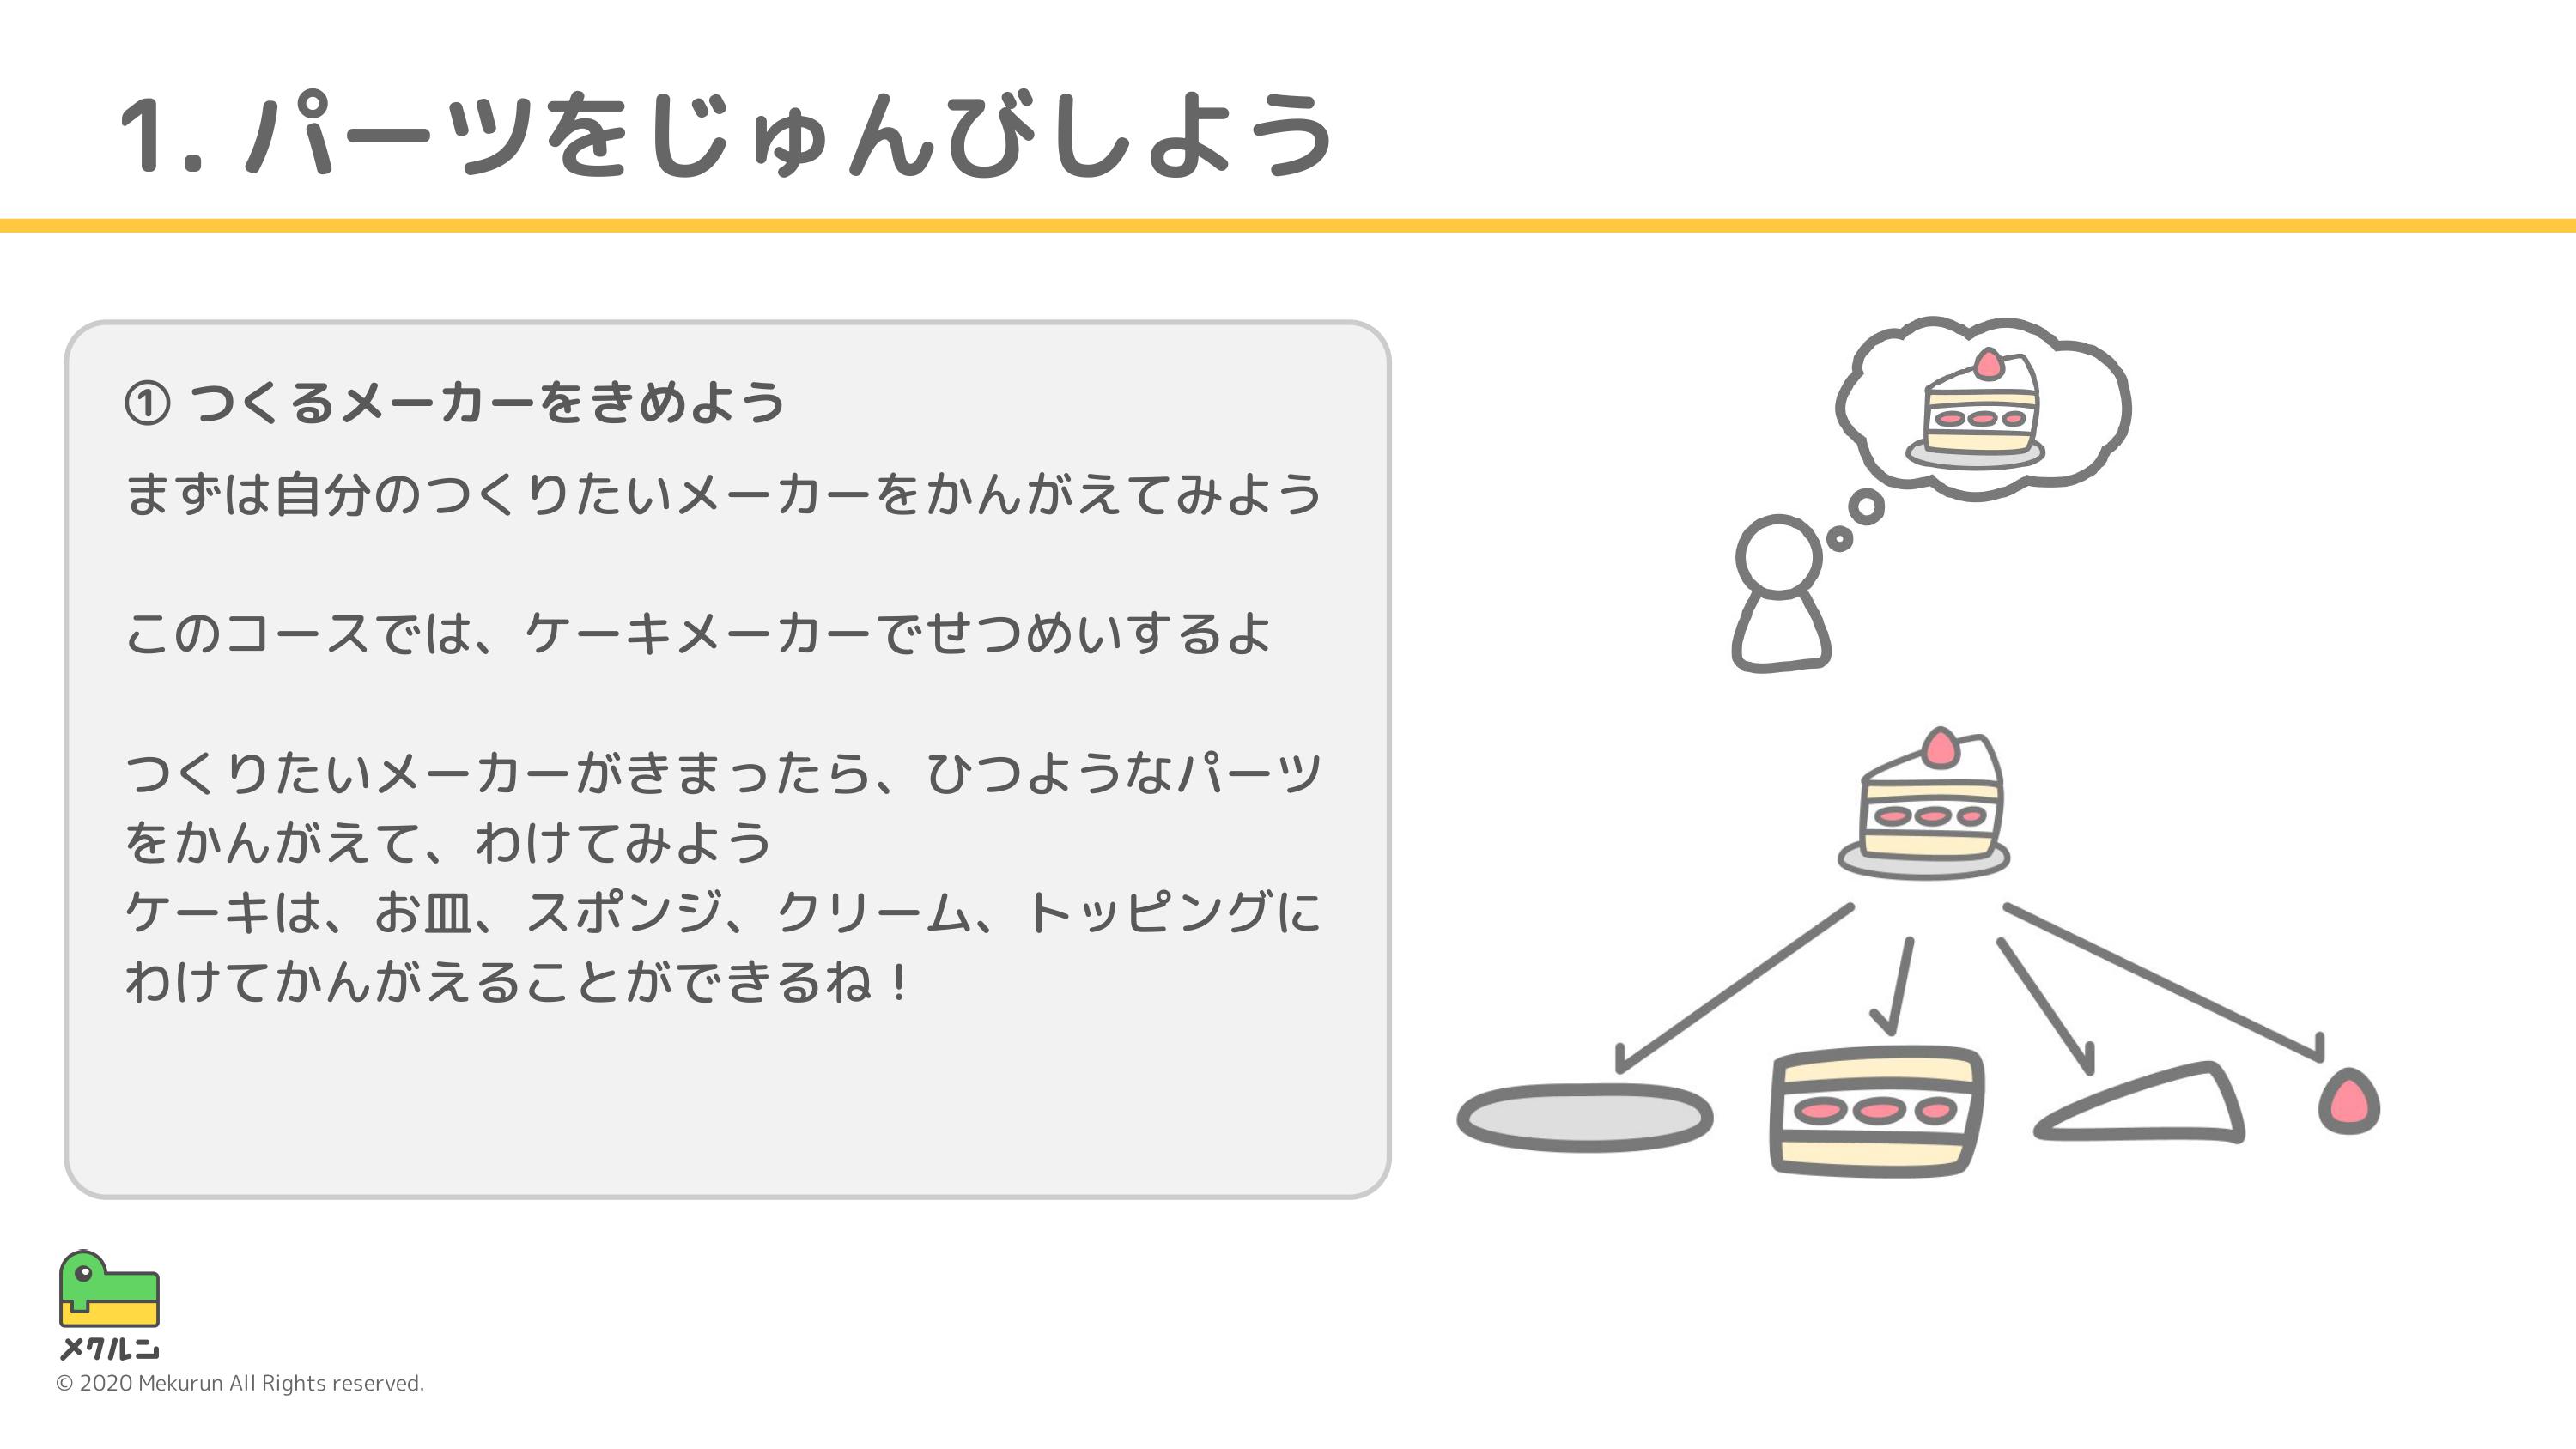 1. パーツをじゅんびしよう
① つくるメーカーをきめよう
まずは自分のつくりたいメーカーをかんがえてみよう
このコースでは、ケーキメーカーでせつめいするよ
つくりたいメーカーがきまったら、ひつようなパーツ
をかんがえて、わけてみよう
ケーキは、お皿、スポンジ、クリーム、トッピングに
わけてかんがえることができるね！
メクルン
© 2020 Mekurun All Rights reserved.